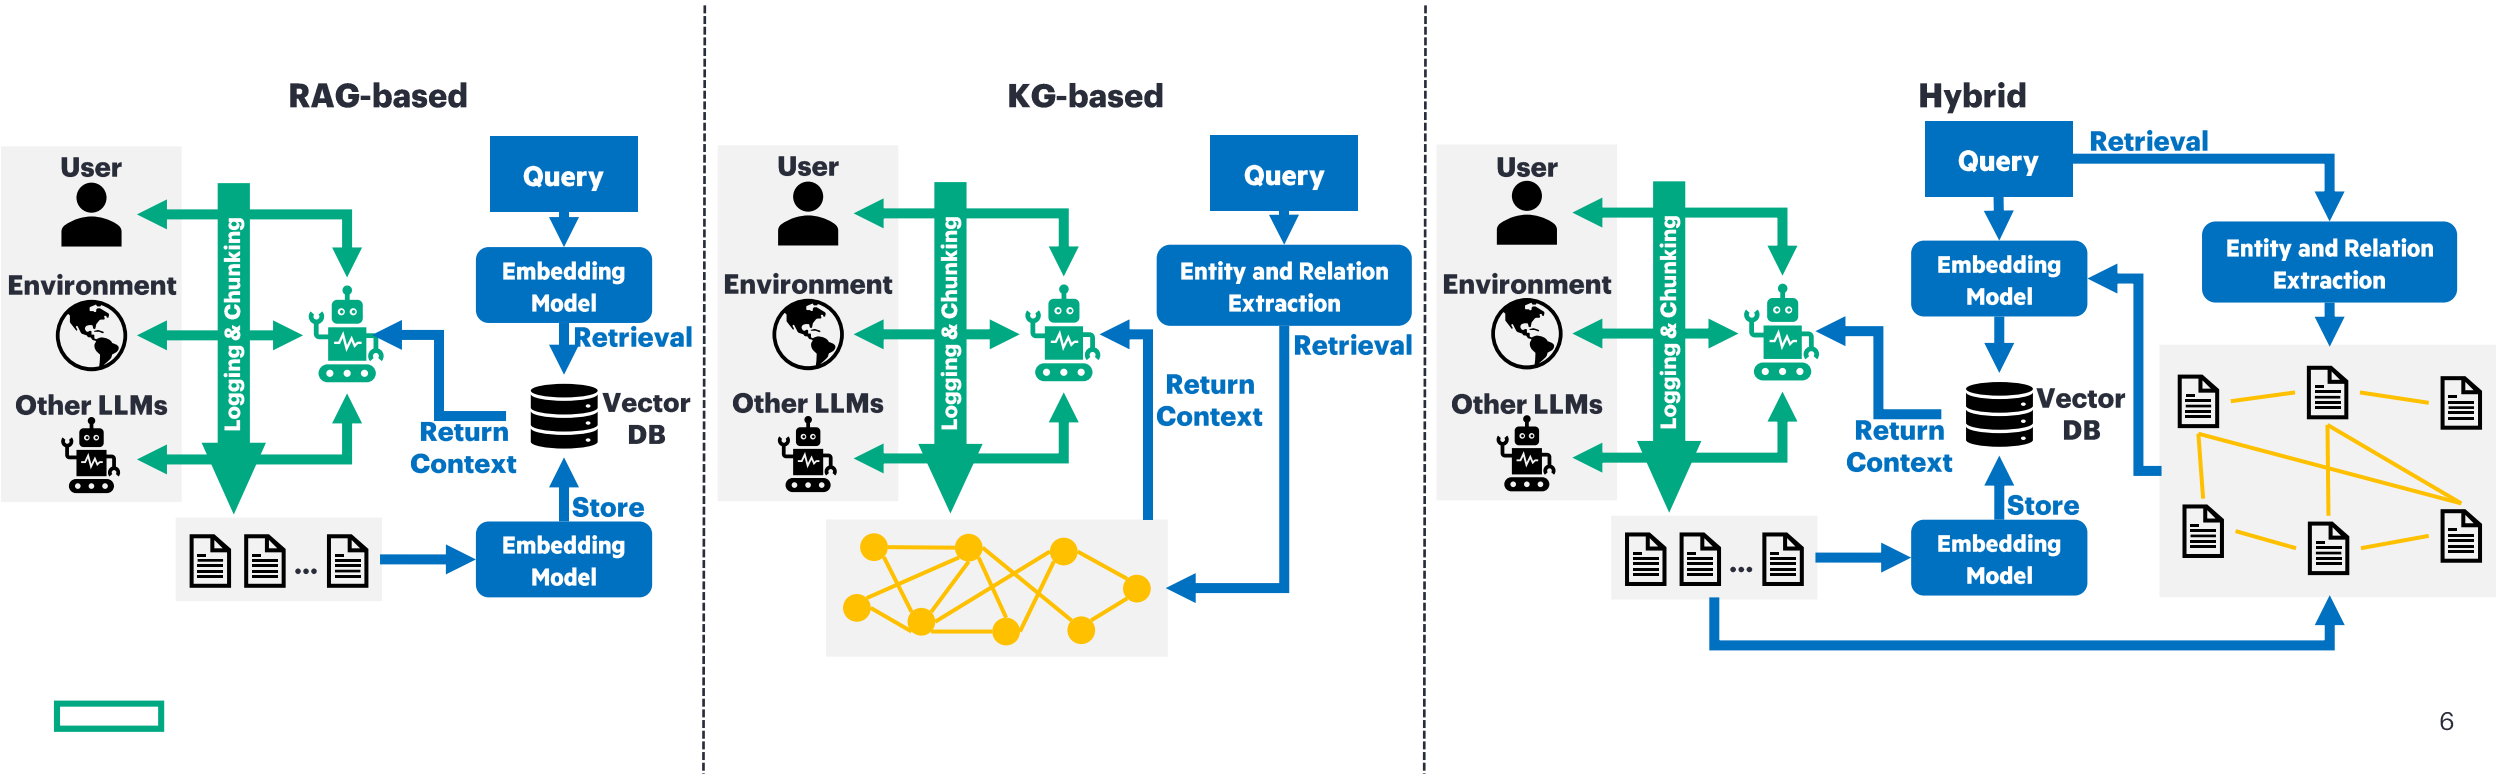 RAG-based
User
Environment
Other LLMs
Logging & Chunking
Query
Embedding
Model
Retrieval
Vector
DB
Return
Context
Store
Embedding
Model
...
KG-based
User
Environment
Other LLMs
Logging & Chunking
Query
Entity and Relation
Extraction
Retrieval
Return
Context
Hybrid
User
Environment
Other LLMs
Logging & Chunking
Query
Retrieval
Embedding
Model
Entity and Relation
Extraction
Vector
DB
Return
Context
Store
Embedding
Model
...
6